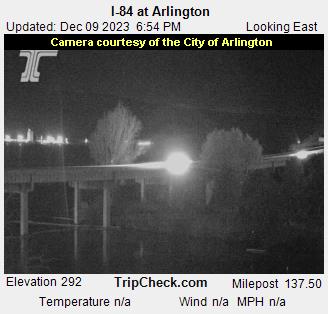 I-84 at Arlington
Updated: Dec 09 2023 6:54 PM Looking East
Camera courtesy of the City of Arlington
Elevation 292 TripCheck.com Milepost 137.50
Temperature n/a Wind n/a MPH n/a